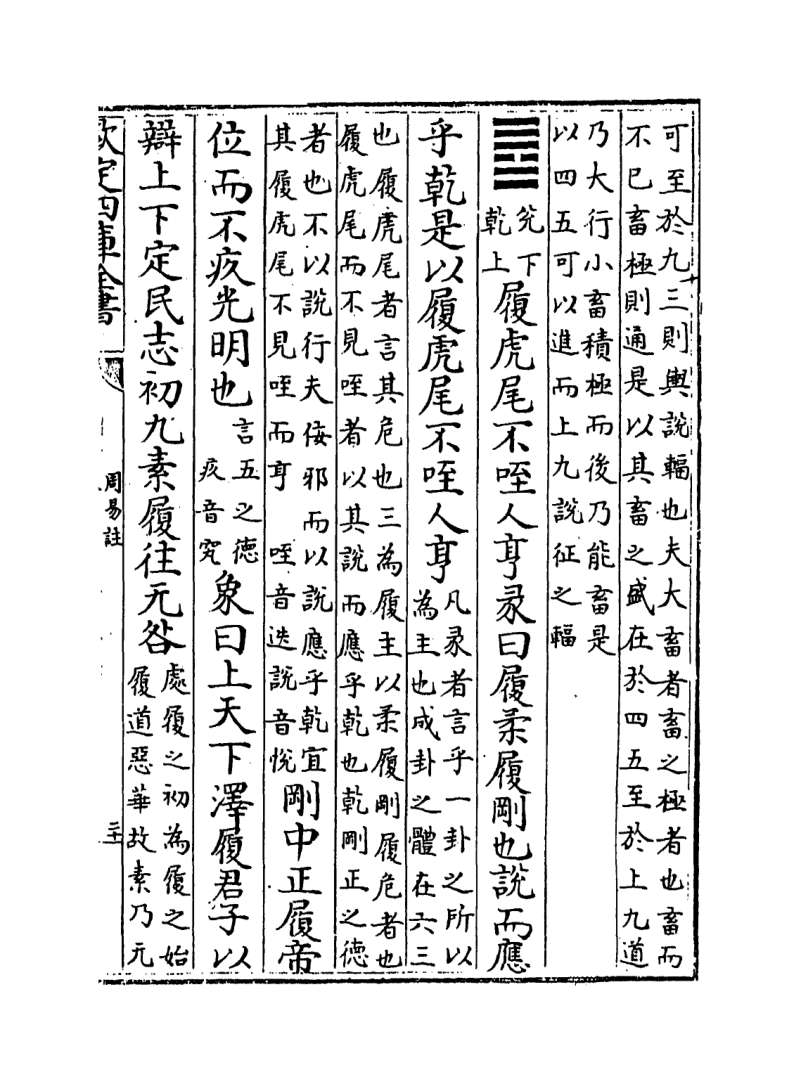 可至於九三則輿說輻也夫大畜者畜之極者也畜而
不已畜極則通是以其畜之盛在於四五至於上九道
乃大行小畜積極而後乃能畜是
以四五可以進而上九說征之輻
兌下
乾上
履虎尾不咥人亨彖曰履柔履剛也說而應
乎乾是以履虎尾不咥人亨
凡彖者言乎一卦之所以
為主也成卦之體在六三
也履虎尾者言其危也三為履主以柔履剛履危者也
履虎尾而不見咥者以其說而應乎乾也乾剛正之德
者也不以說行夫佞邪而以說應乎乾宜
其履虎尾不見咥而亨 咥音迭說音悅
剛中正履帝
位而不疚光明也
言五之德
疚音究
象曰上天下澤履君子以
辯上下定民志初九素履往无咎
處履之初為履之始
履道惡華故素乃无
欽定四庫全書
周易註
二十